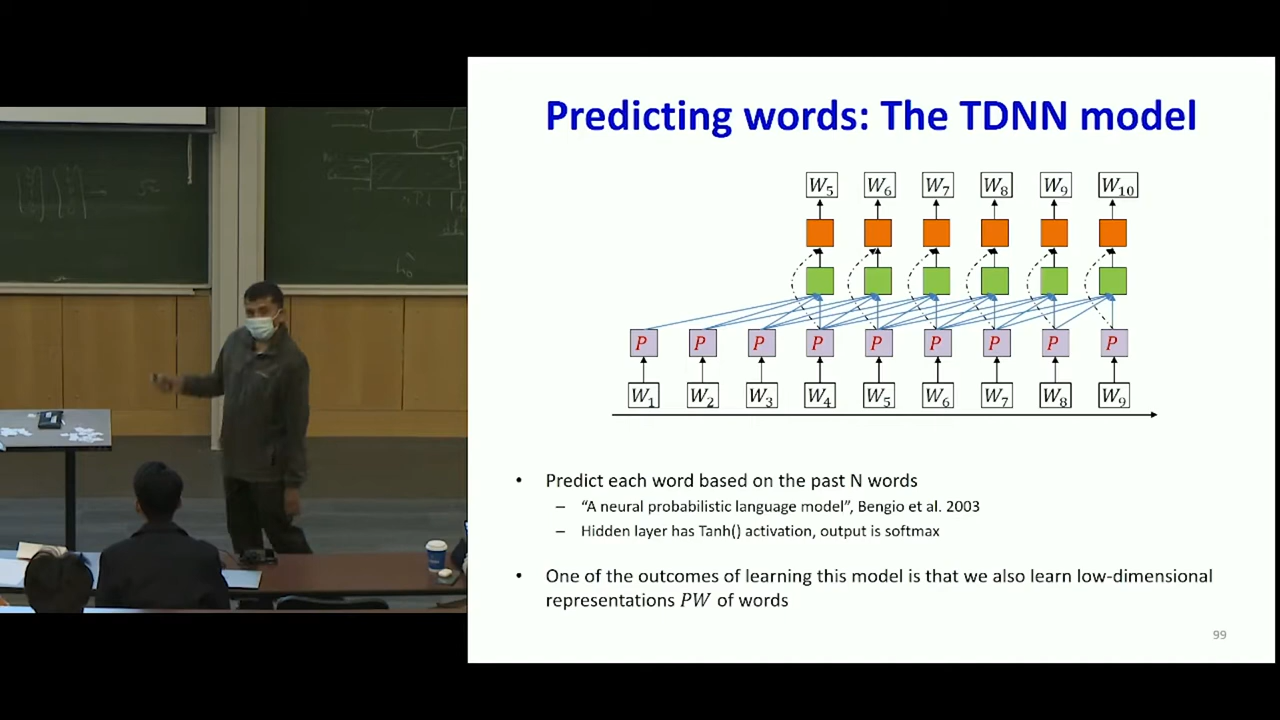 Predicting words: The TDNN model
W5 W6 W7 W8 W9 W10
P P P P P P P P P
W1 W2 W3 W4 W5 W6 W7 W8 W9
• Predict each word based on the past N words
– “A neural probabilistic language model”, Bengio et al. 2003
– Hidden layer has Tanh() activation, output is softmax
• One of the outcomes of learning this model is that we also learn low-dimensional
representations PW of words
99